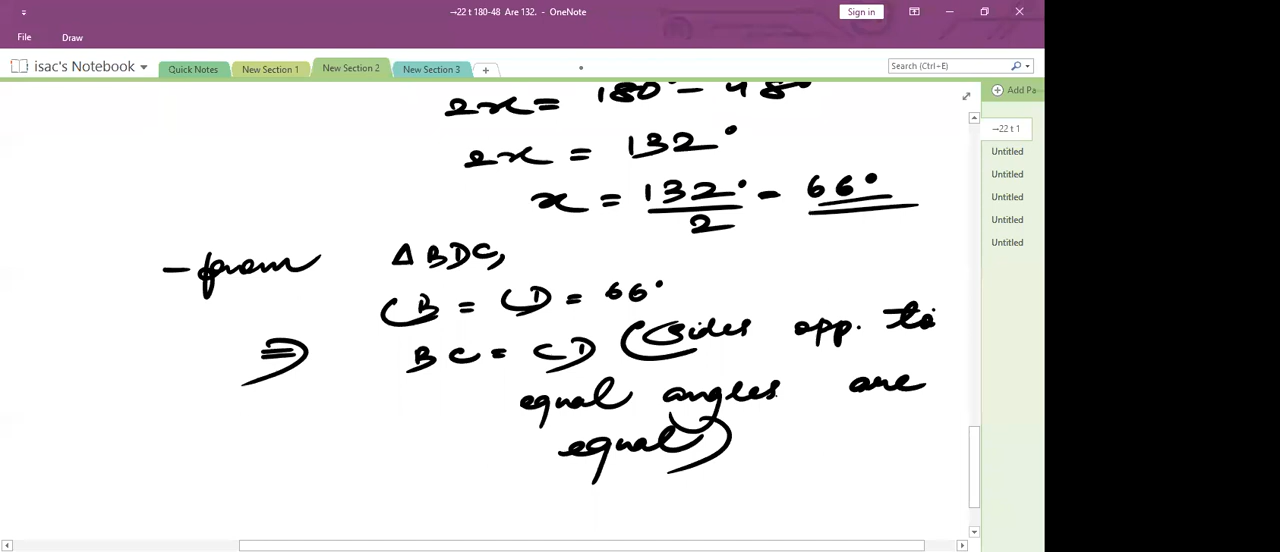 →22 t 180-48 Are 132. - OneNote
Sign in
File Draw
isac's Notebook Quick Notes New Section 1 New Section 2 New Section 3 +
Search (Ctrl+E)
Add Pa
→22 t 1
Untitled
Untitled
Untitled
Untitled
Untitled
2x = 180° - 48°
2x = 132°
x = 132°/2 - 66°
- from ∆ BDC,
∠B = ∠D = 66°
⇒ BC = CD (sides opp. to
equal angles are
equal)